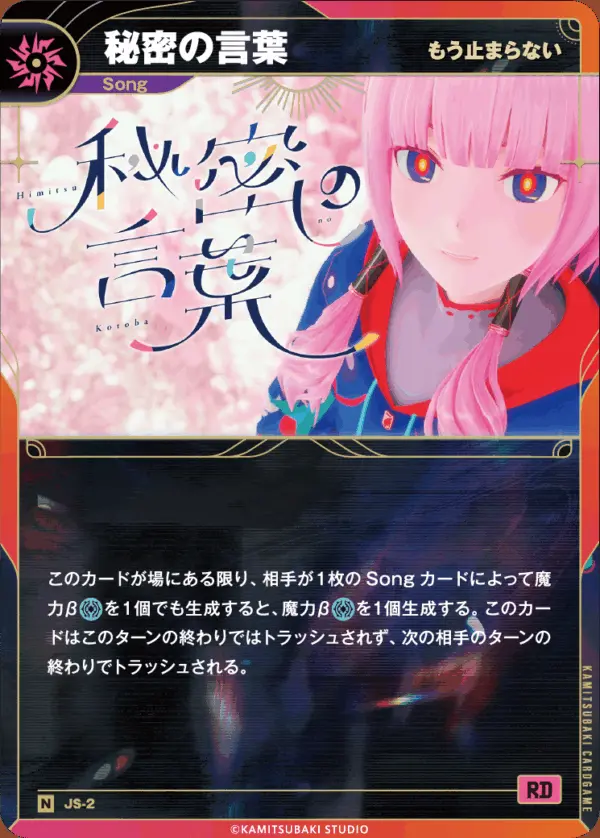 秘密の言葉
もう止まらない
Song
秘密の
Himitsu
no
言葉
Kotoba
このカードが場にある限り、相手が1枚の Song カードによって魔
力βを1個でも生成すると、魔力βを1個生成する。このカー
ドはこのターンの終わりではトラッシュされず、次の相手のターンの
終わりでトラッシュされる。
KAMITSUBAKI CARDGAME
RD
N JS-2
©KAMITSUBAKI STUDIO